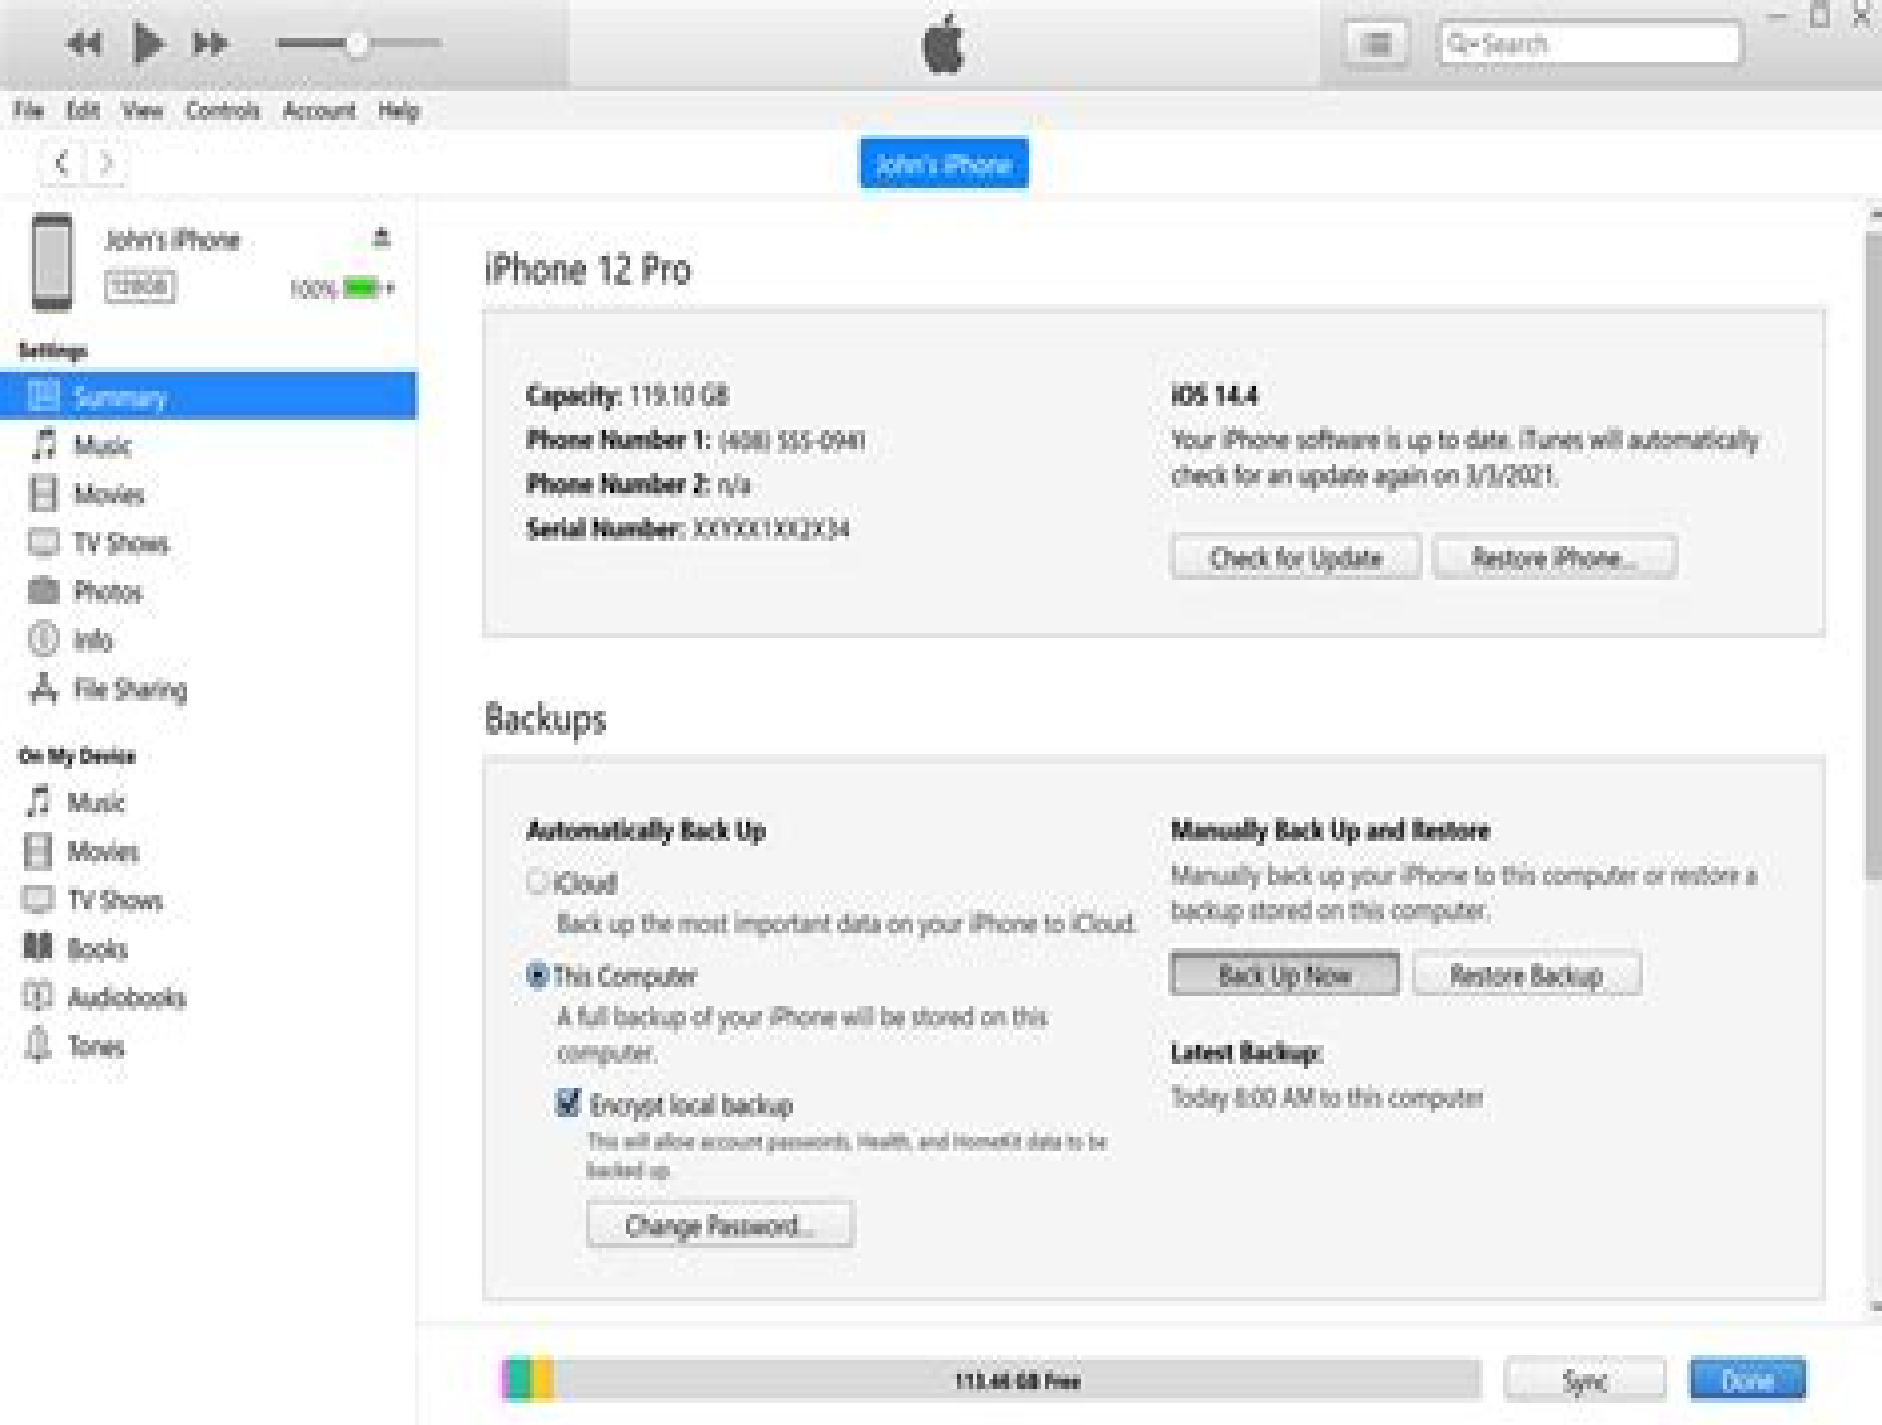 Search
File Edit View Controls Account Help
John's iPhone
John's iPhone
128GB
100%
Settings
Summary
Music
Movies
TV Shows
Photos
Info
File Sharing
On My Device
Music
Movies
TV Shows
Books
Audiobooks
Tones
iPhone 12 Pro
Capacity: 119.10 GB
Phone Number 1: (408) 555-0941
Phone Number 2: n/a
Serial Number: XXYXX1XX2X34
iOS 14.4
Your iPhone software is up to date. iTunes will automatically
check for an update again on 3/3/2021.
Check for Update
Restore iPhone...
Backups
Automatically Back Up
iCloud
Back up the most important data on your iPhone to iCloud.
This Computer
A full backup of your iPhone will be stored on this
computer.
Encrypt local backup
This will allow account passwords, Health, and HomeKit data to be
backed up.
Change Password...
Manually Back Up and Restore
Manually back up your iPhone to this computer or restore a
backup stored on this computer.
Back Up Now
Restore Backup
Latest Backup:
Today 8:00 AM to this computer
113.46 GB Free
Sync
Done